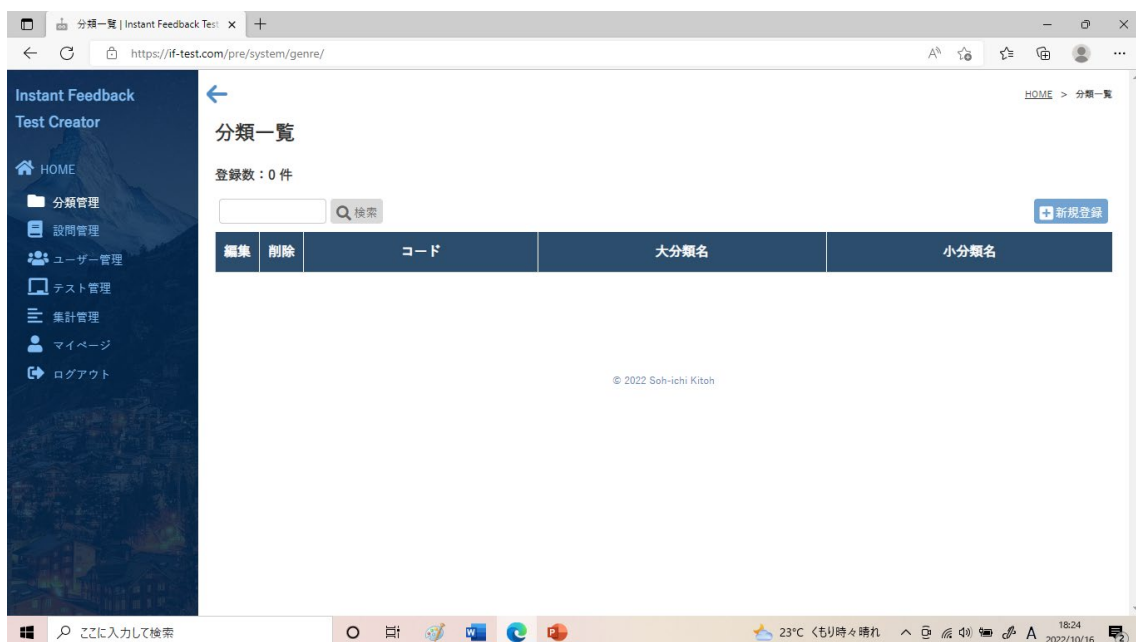 分類一覧 | Instant Feedback Test
https://if-test.com/pre/system/genre/
Instant Feedback
Test Creator
HOME
分類管理
設問管理
ユーザー管理
テスト管理
集計管理
マイページ
ログアウト
HOME > 分類一覧
分類一覧
登録数：0 件
検索
新規登録
編集 削除 コード 大分類名 小分類名
© 2022 Soh-ichi Kitoh
ここに入力して検索
23°C くもり時々晴れ
A
18:24
2022/10/16
2